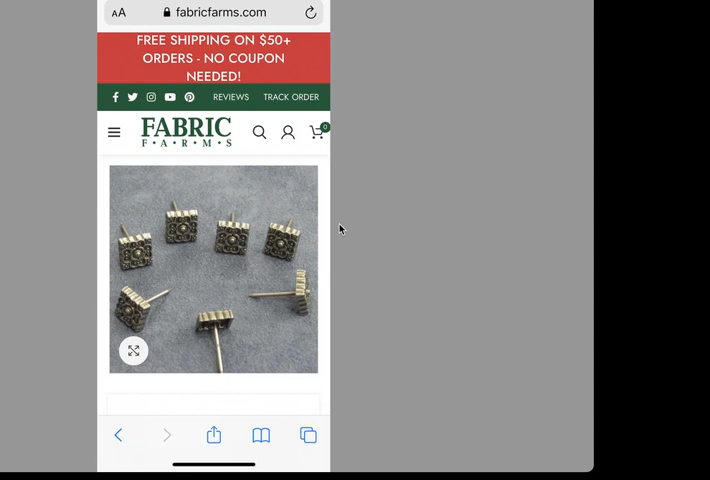 AA fabricfarms.com
FREE SHIPPING ON $50+
ORDERS - NO COUPON
NEEDED!
REVIEWS TRACK ORDER
FABRIC 0
F•A•R•M•S